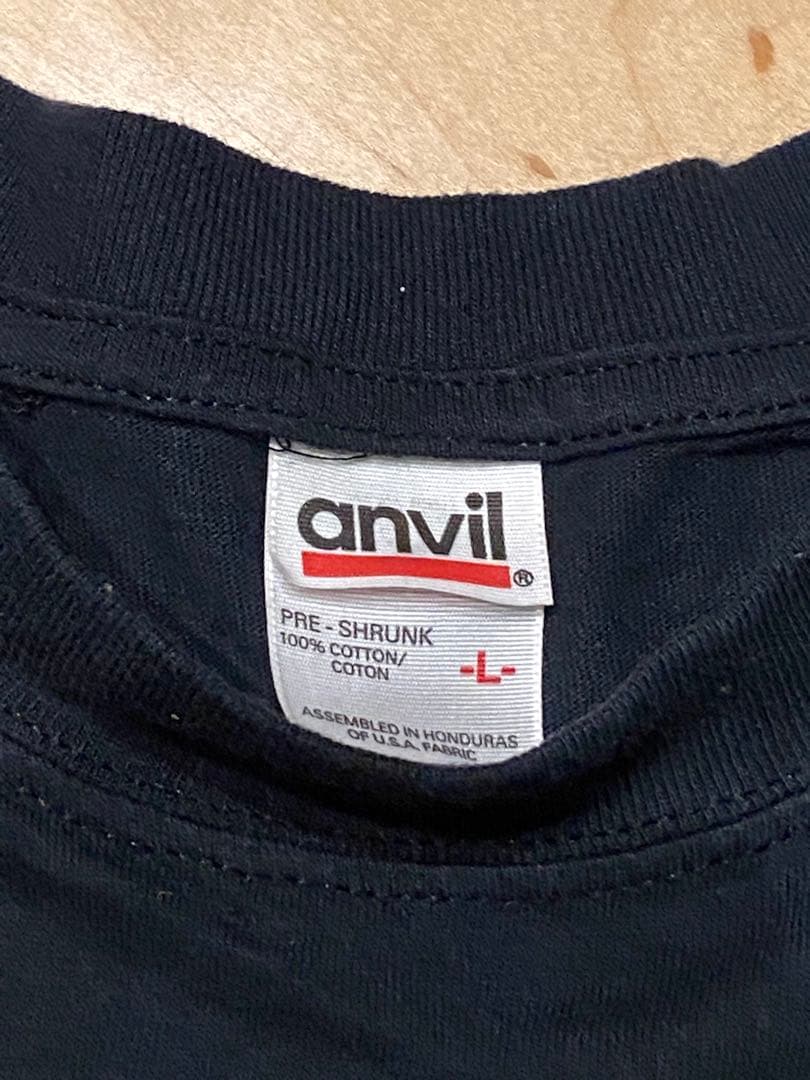 anvil
®
PRE - SHRUNK
100% COTTON/
COTON
-L-
ASSEMBLED IN HONDURAS
OF U.S.A. FABRIC